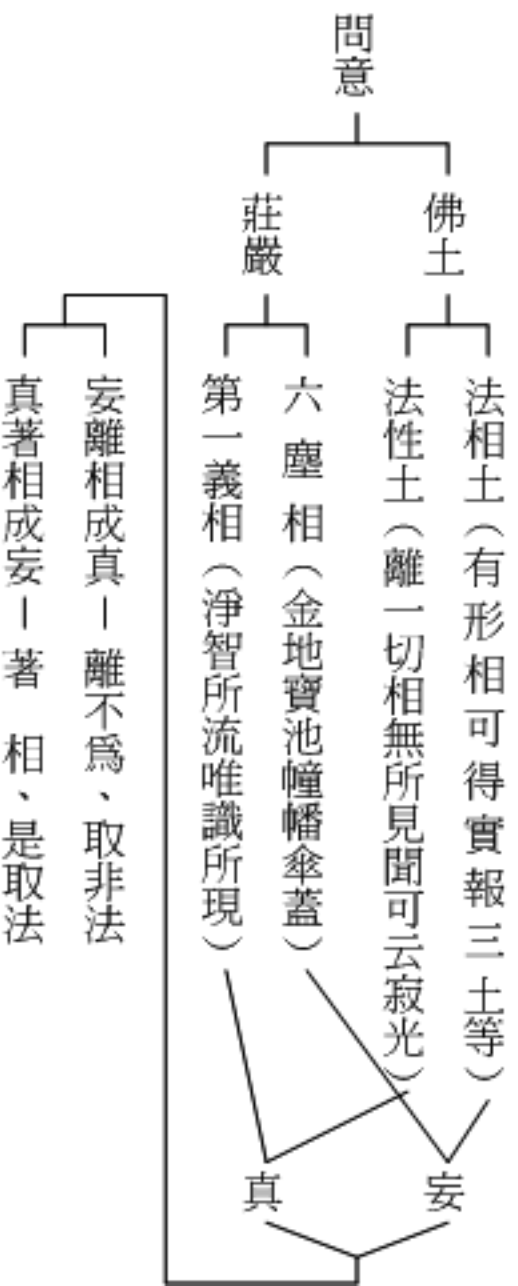 問意
佛土
法相土（有形相可得實報三土等）
法性土（離一切相無所見聞可云寂光）
莊嚴
六塵相（金地寶池幢幡傘蓋）
第一義相（淨智所流唯識所現）
妄
真
妄離相成真－離不為、取非法
真著相成妄－著　相、是取法